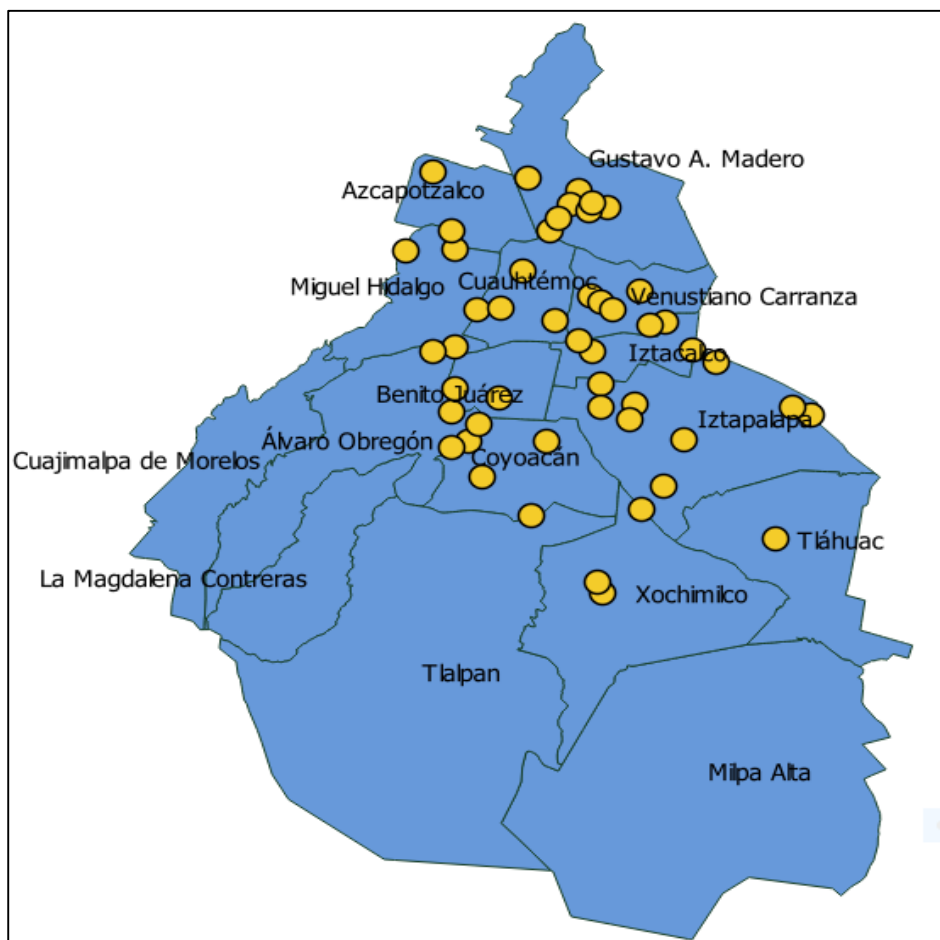 Gustavo A. Madero
Azcapotzalco
Cuauhtémoc
Miguel Hidalgo
Venustiano Carranza
Iztacalco
Benito Juárez
Iztapalapa
Álvaro Obregón
Coyoacán
Cuajimalpa de Morelos
Tláhuac
La Magdalena Contreras
Xochimilco
Tlalpan
Milpa Alta